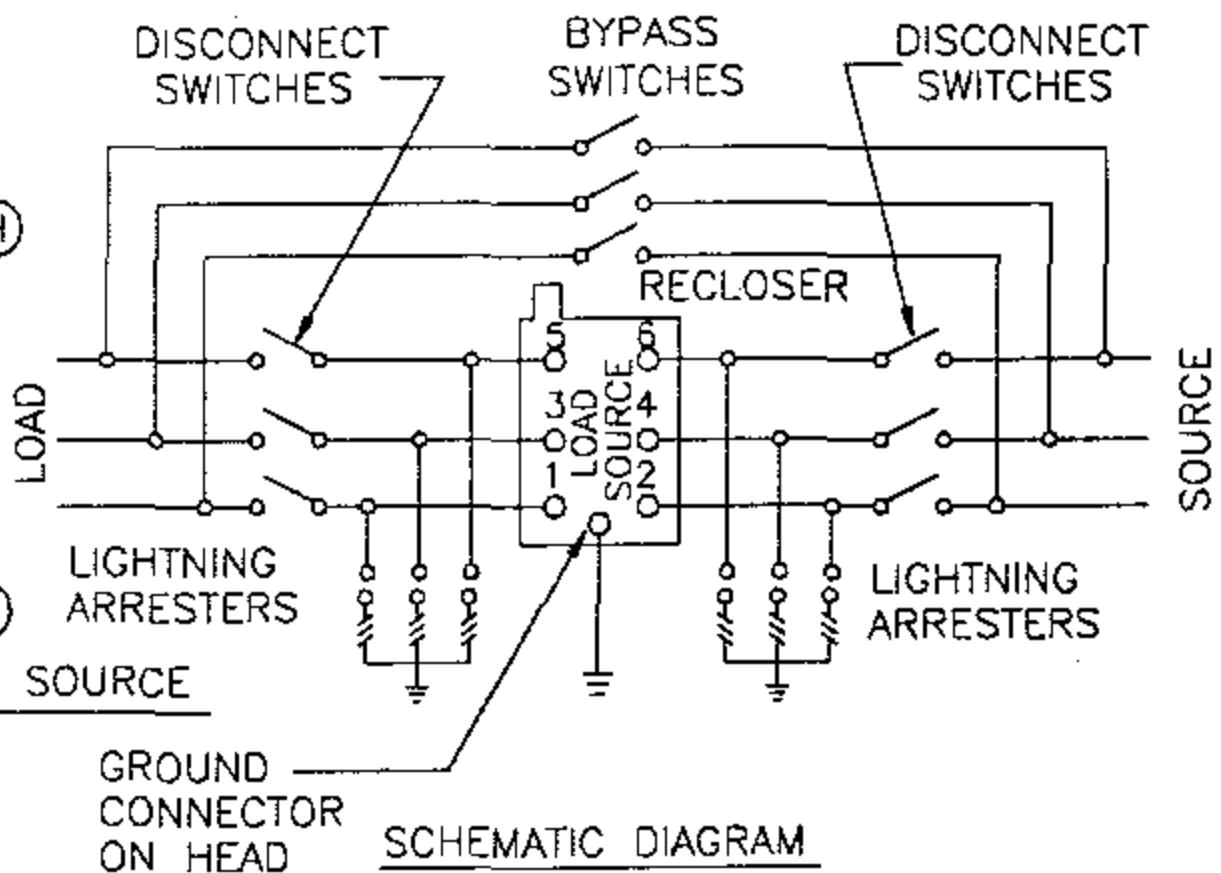 DISCONNECT
SWITCHES
BYPASS
SWITCHES
DISCONNECT
SWITCHES
RECLOSER
5
6
3
4
1
2
LOAD
SOURCE
LOAD
SOURCE
LIGHTNING
ARRESTERS
LIGHTNING
ARRESTERS
SOURCE
GROUND
CONNECTOR
ON HEAD
SCHEMATIC DIAGRAM